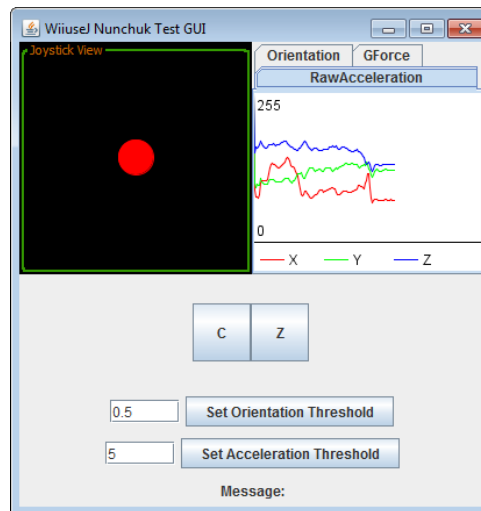 WiiuseJ Nunchuk Test GUI
Joystick View
Orientation GForce
RawAcceleration
255
0
X Y Z
C Z
0.5 Set Orientation Threshold
5 Set Acceleration Threshold
Message: